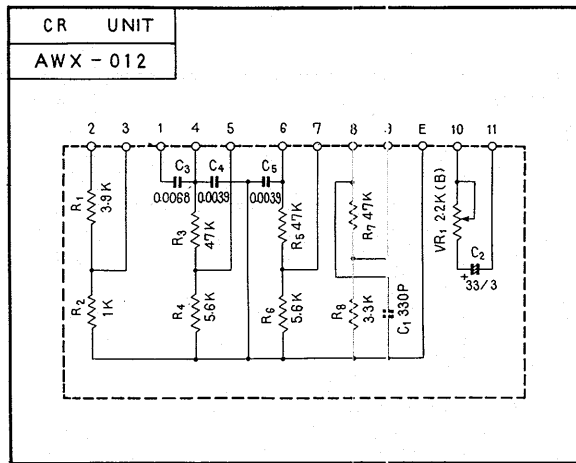 CR UNIT
AWX-012
2 3 1 4 5 6 7 8 9 E 10 11
C3 C4 C5
0.0068 0.0039 0.0039
R1 3.9K
R3 47K
R5 47K
R7 47K
VR1 2.2K (B)
C2
+ 33/3
R2 1K
R4 5.6K
R6 5.6K
R8 3.3K
C1 330P